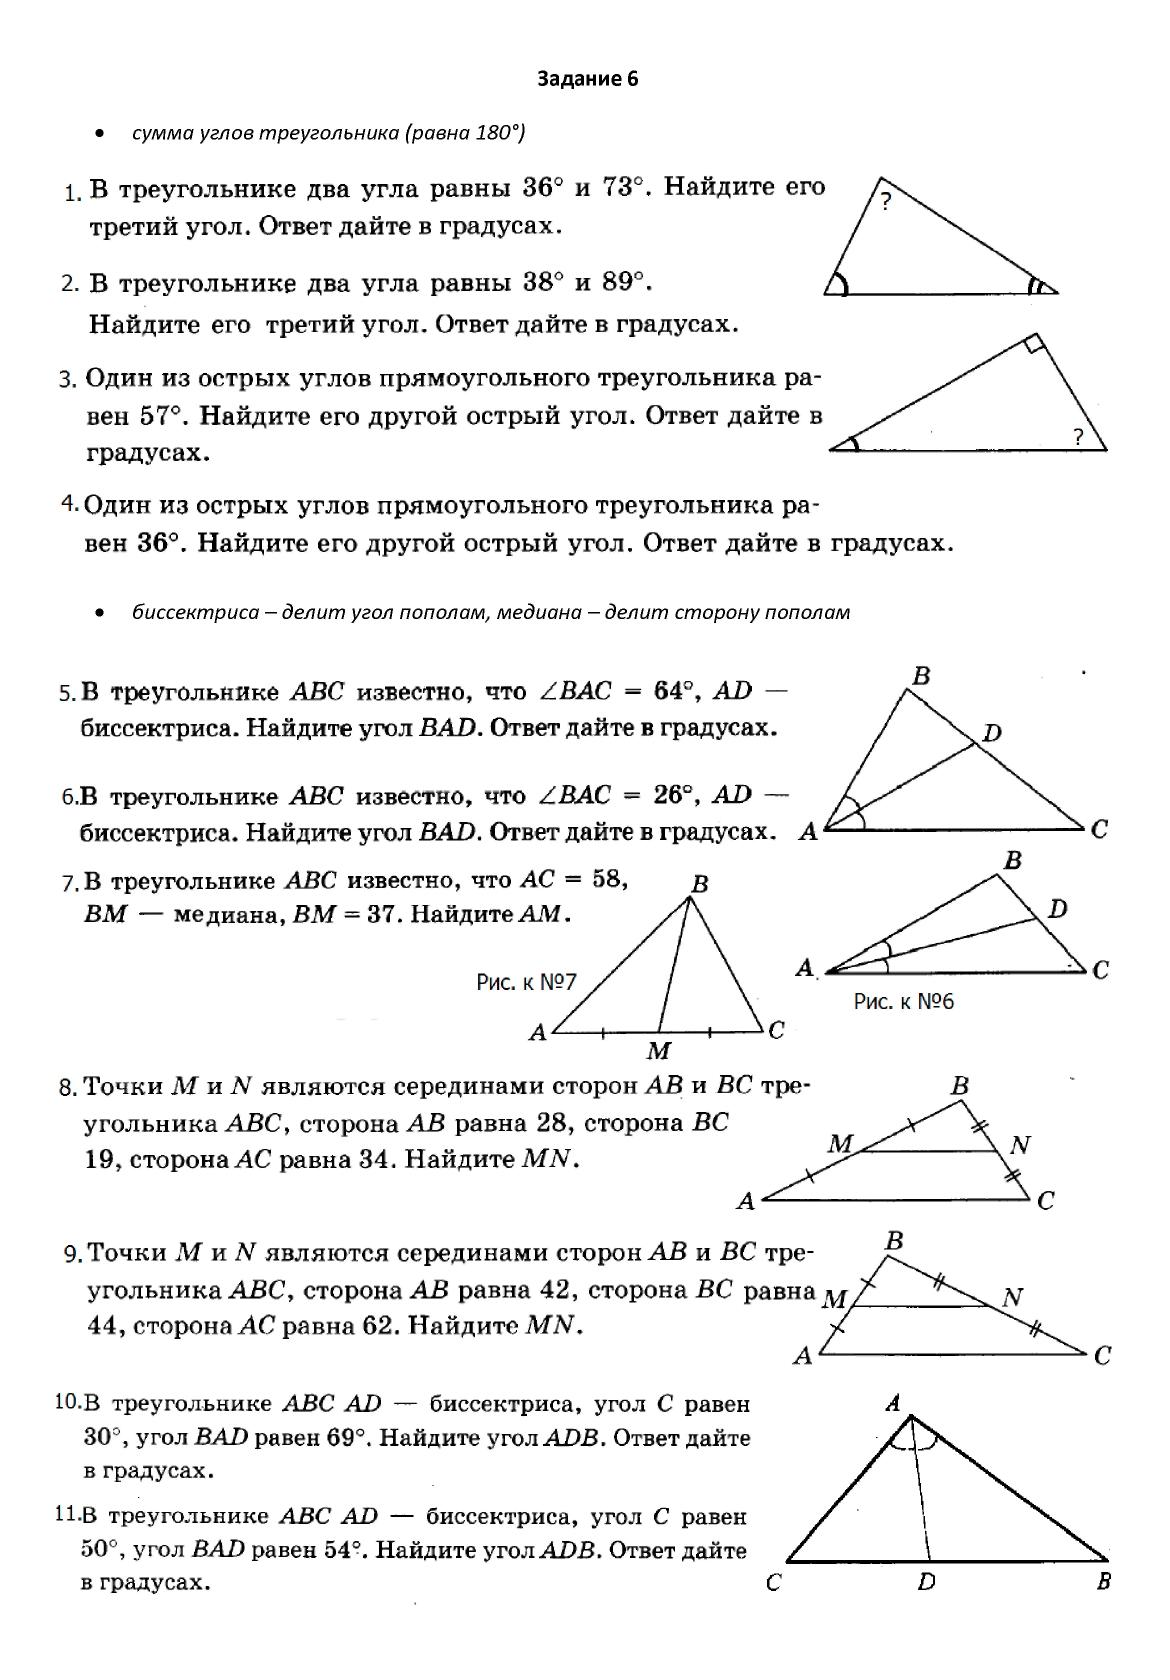 Задание 6
• сумма углов треугольника (равна 180°)
1. В треугольнике два угла равны 36° и 73°. Найдите его
третий угол. Ответ дайте в градусах.
?
2. В треугольнике два угла равны 38° и 89°.
Найдите его третий угол. Ответ дайте в градусах.
3. Один из острых углов прямоугольного треугольника ра-
вен 57°. Найдите его другой острый угол. Ответ дайте в
градусах.
?
4. Один из острых углов прямоугольного треугольника ра-
вен 36°. Найдите его другой острый угол. Ответ дайте в градусах.
• биссектриса – делит угол пополам, медиана – делит сторону пополам
5. В треугольнике ABC известно, что ∠BAC = 64°, AD —
биссектриса. Найдите угол BAD. Ответ дайте в градусах.
B
D
A
C
6. В треугольнике ABC известно, что ∠BAC = 26°, AD —
биссектриса. Найдите угол BAD. Ответ дайте в градусах.
B
D
A
C
Рис. к №6
7. В треугольнике ABC известно, что AC = 58,
BM — медиана, BM = 37. Найдите AM.
B
Рис. к №7
A
M
C
8. Точки M и N являются серединами сторон AB и BC тре-
угольника ABC, сторона AB равна 28, сторона BC
19, сторона AC равна 34. Найдите MN.
B
M
N
A
C
9. Точки M и N являются серединами сторон AB и BC тре-
угольника ABC, сторона AB равна 42, сторона BC равна
44, сторона AC равна 62. Найдите MN.
B
M
N
A
C
10. В треугольнике ABC AD — биссектриса, угол C равен
30°, угол BAD равен 69°. Найдите угол ADB. Ответ дайте
в градусах.
11. В треугольнике ABC AD — биссектриса, угол C равен
50°, угол BAD равен 54°. Найдите угол ADB. Ответ дайте
в градусах.
A
C
D
B